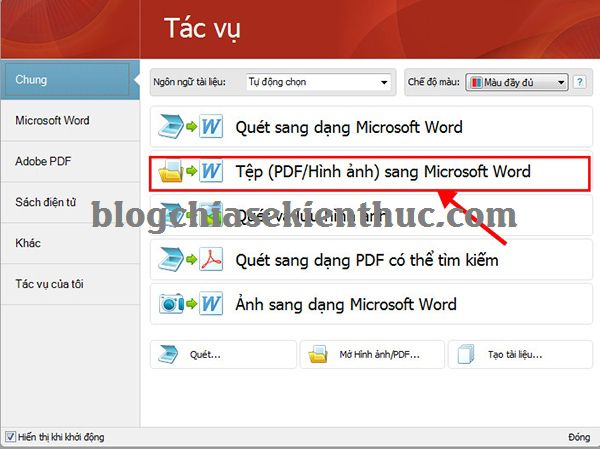 Tác vụ
Chung
Ngôn ngữ tài liệu: Tự động chọn
Chế độ màu: Màu đầy đủ ?
Microsoft Word
Adobe PDF
Sách điện tử
Khác
Tác vụ của tôi
Quét sang dạng Microsoft Word
Tệp (PDF/Hình ảnh) sang Microsoft Word
Quét và lưu hình ảnh
blogchiasekienthuc.com
Quét sang dạng PDF có thể tìm kiếm
Ảnh sang dạng Microsoft Word
Quét...
Mở Hình ảnh/PDF...
Tạo tài liệu...
Hiển thị khi khởi động
Đóng